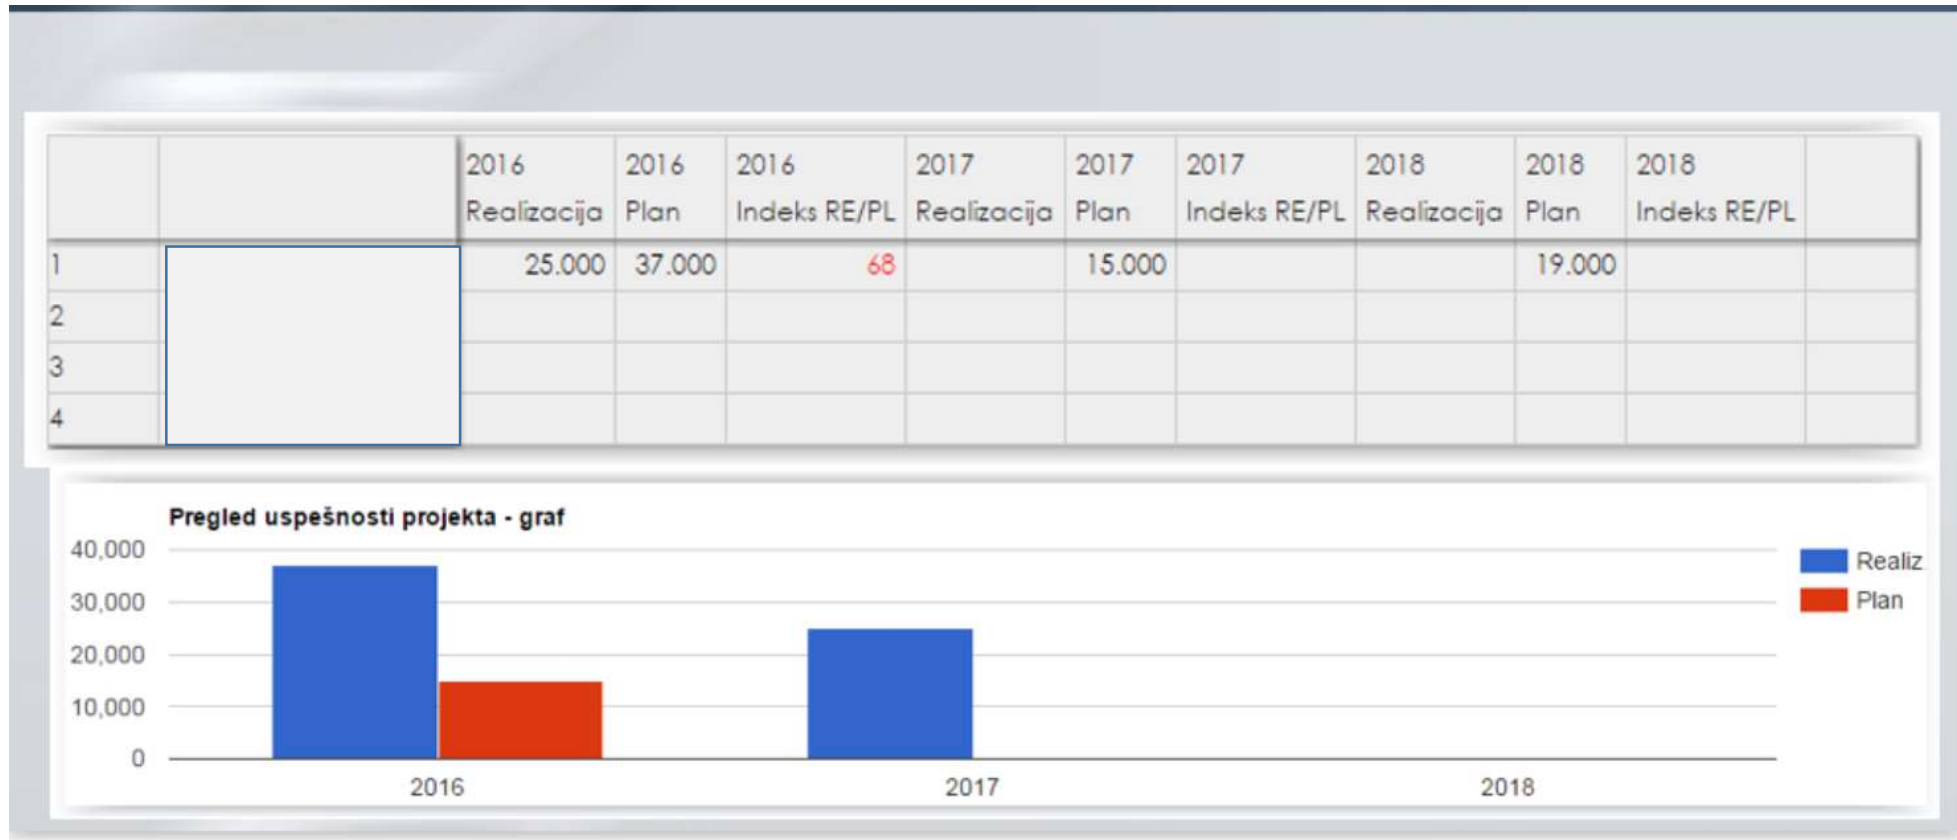 2016 2016 2016 2017 2017 2017 2018 2018 2018
Realizacija Plan Indeks RE/PL Realizacija Plan Indeks RE/PL Realizacija Plan Indeks RE/PL
1 25.000 37.000 68 15.000 19.000
2
3
4
Pregled uspešnosti projekta - graf
40,000
30,000
20,000
10,000
0
Realiz
Plan
2016 2017 2018